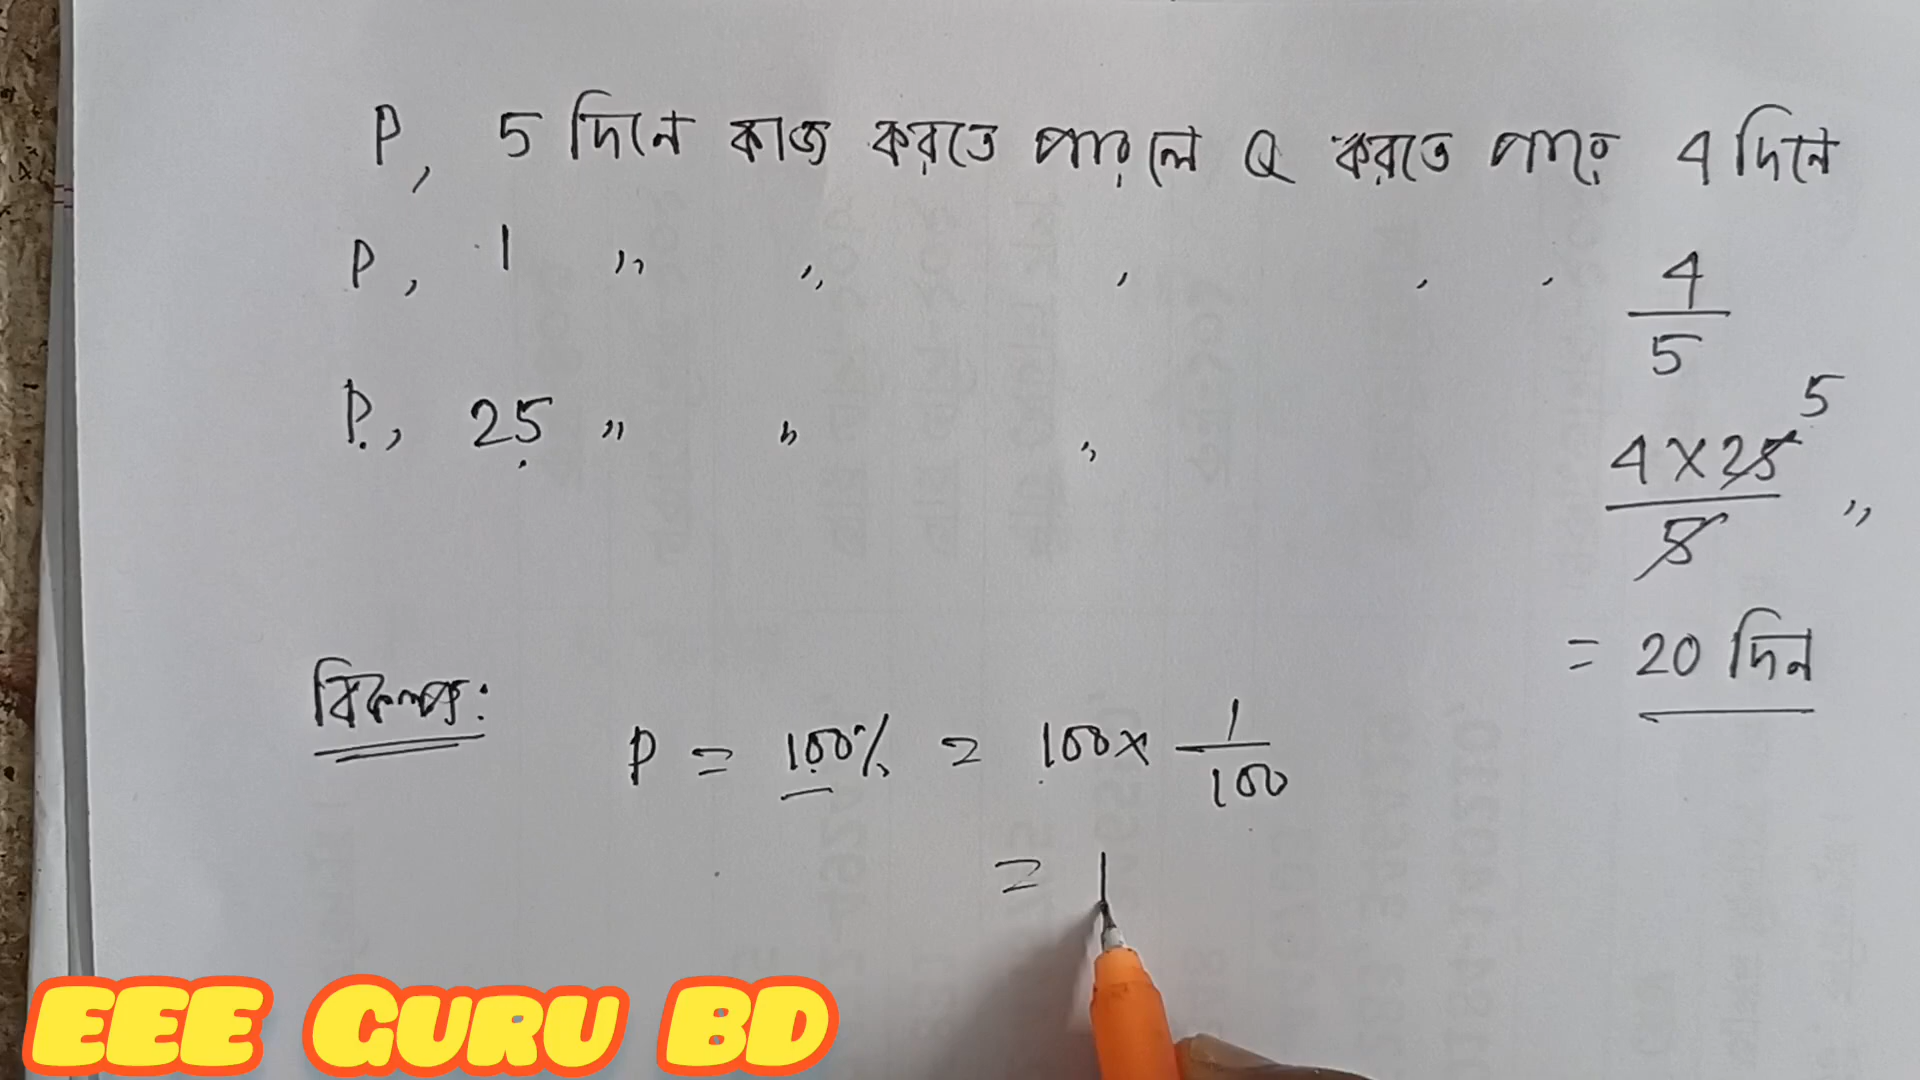 P, 5 দিনে কাজ করতে পারলে Q করতে পারে 4 দিনে
P, 1 " " " " " 4/5
P, 25 " " " 4×25/5 5 "
= 20 দিন
বিকল্প:
P = 100% = 100× 1/100
= 1
EEE GURU BD